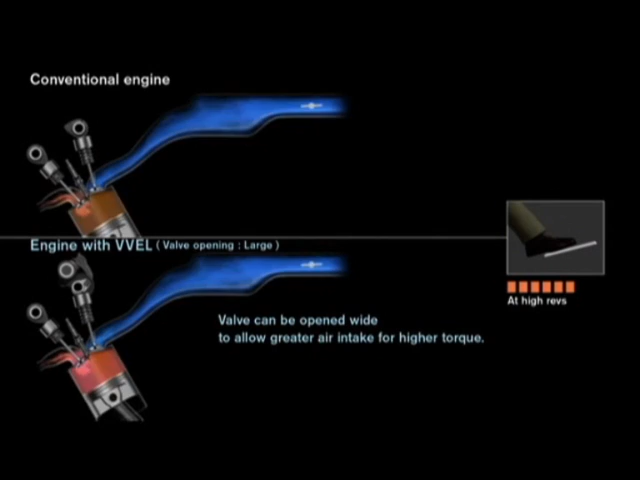 Conventional engine
Engine with VVEL ( Valve opening : Large )
At high revs
Valve can be opened wide
to allow greater air intake for higher torque.